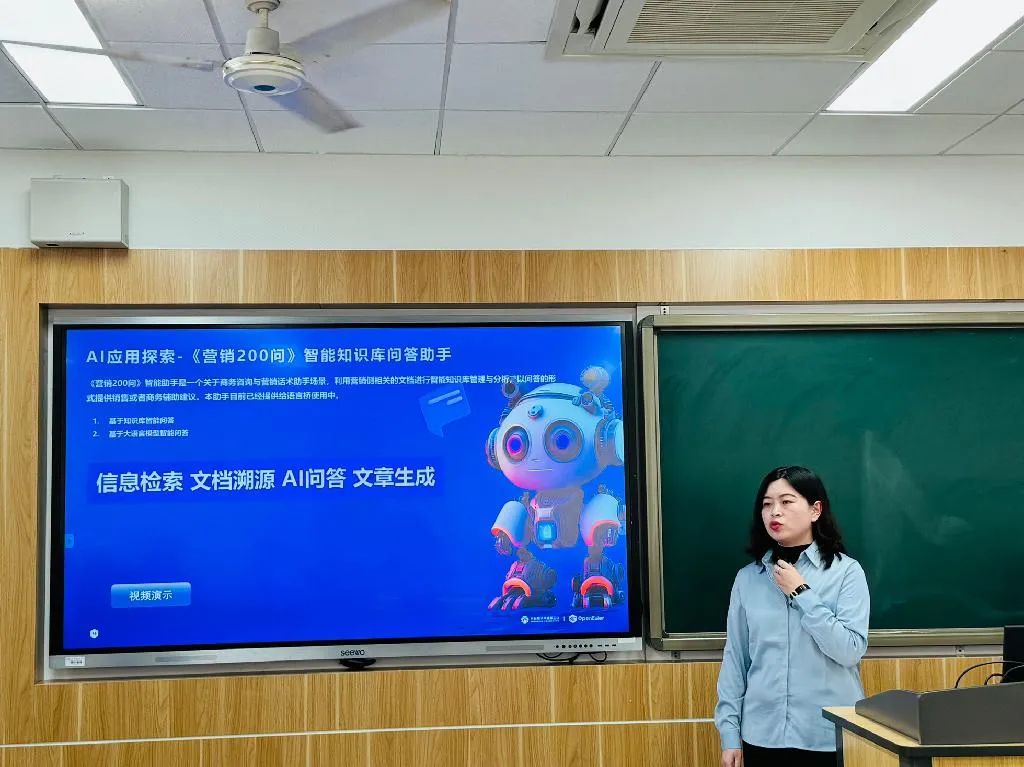 AI应用探索-《营销200问》智能知识库问答助手
《营销200问》智能助手是一个关于商务咨询与营销话术助手场景，利用营销侧相关的文档进行智能知识库管理与分析，以问答的形
式提供销售或者商务辅助建议。本助手目前已经提供给语言桥使用中。
1. 基于知识库智能问答
2. 基于大语言模型智能问答
信息检索 文档溯源 AI问答 文章生成
视频演示
OpenEuler
seewo